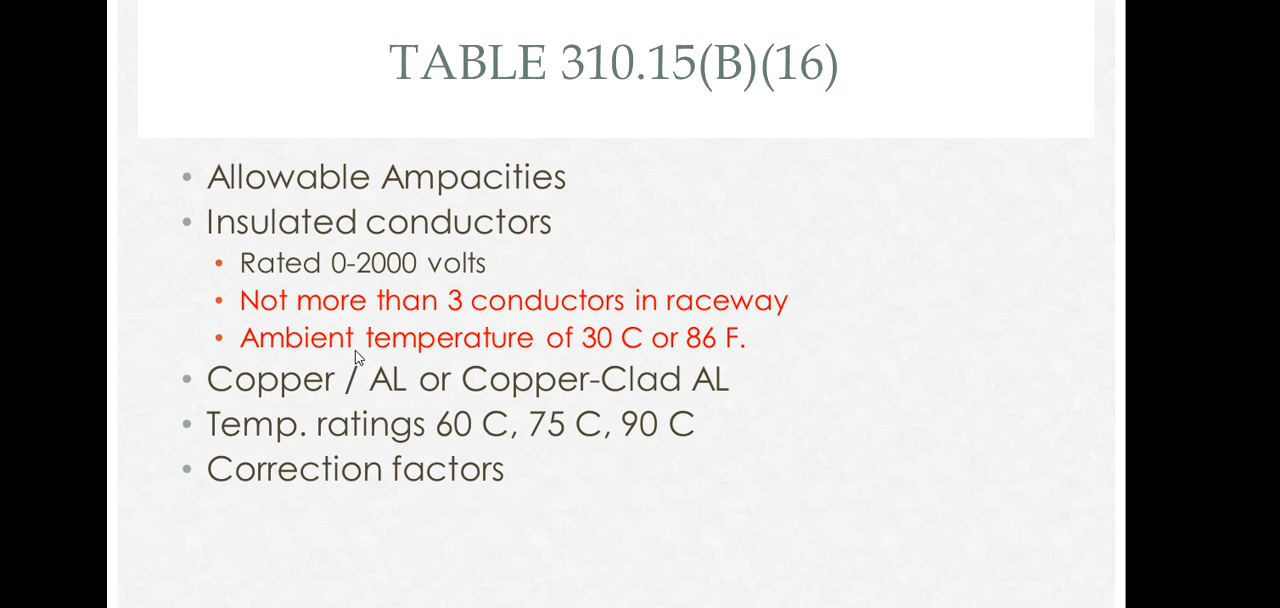 TABLE 310.15(B)(16)
• Allowable Ampacities
• Insulated conductors
• Rated 0-2000 volts
• Not more than 3 conductors in raceway
• Ambient temperature of 30 C or 86 F.
• Copper / AL or Copper-Clad AL
• Temp. ratings 60 C, 75 C, 90 C
• Correction factors